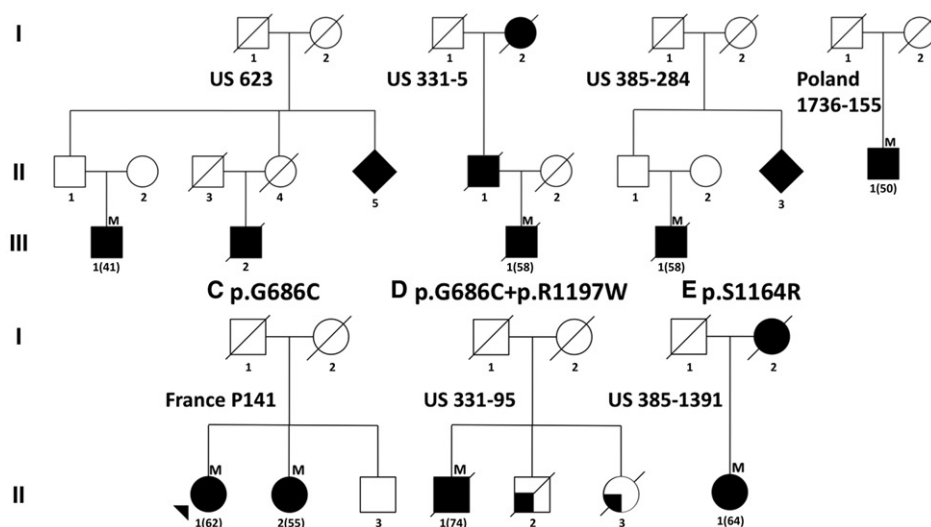 I
1 2 1 2 1 2 1 2
US 623 US 331-5 US 385-284 Poland
1736-155
II
M
1 2 3 4 5 1 2 1 2 3 1(50)
III
M M M
1(41) 2 1(58) 1(58)
C p.G686C D p.G686C+p.R1197W E p.S1164R
I
1 2 1 2 1 2
France P141 US 331-95 US 385-1391
II
M M M M
1(62) 2(55) 3 1(74) 2 3 1(64)